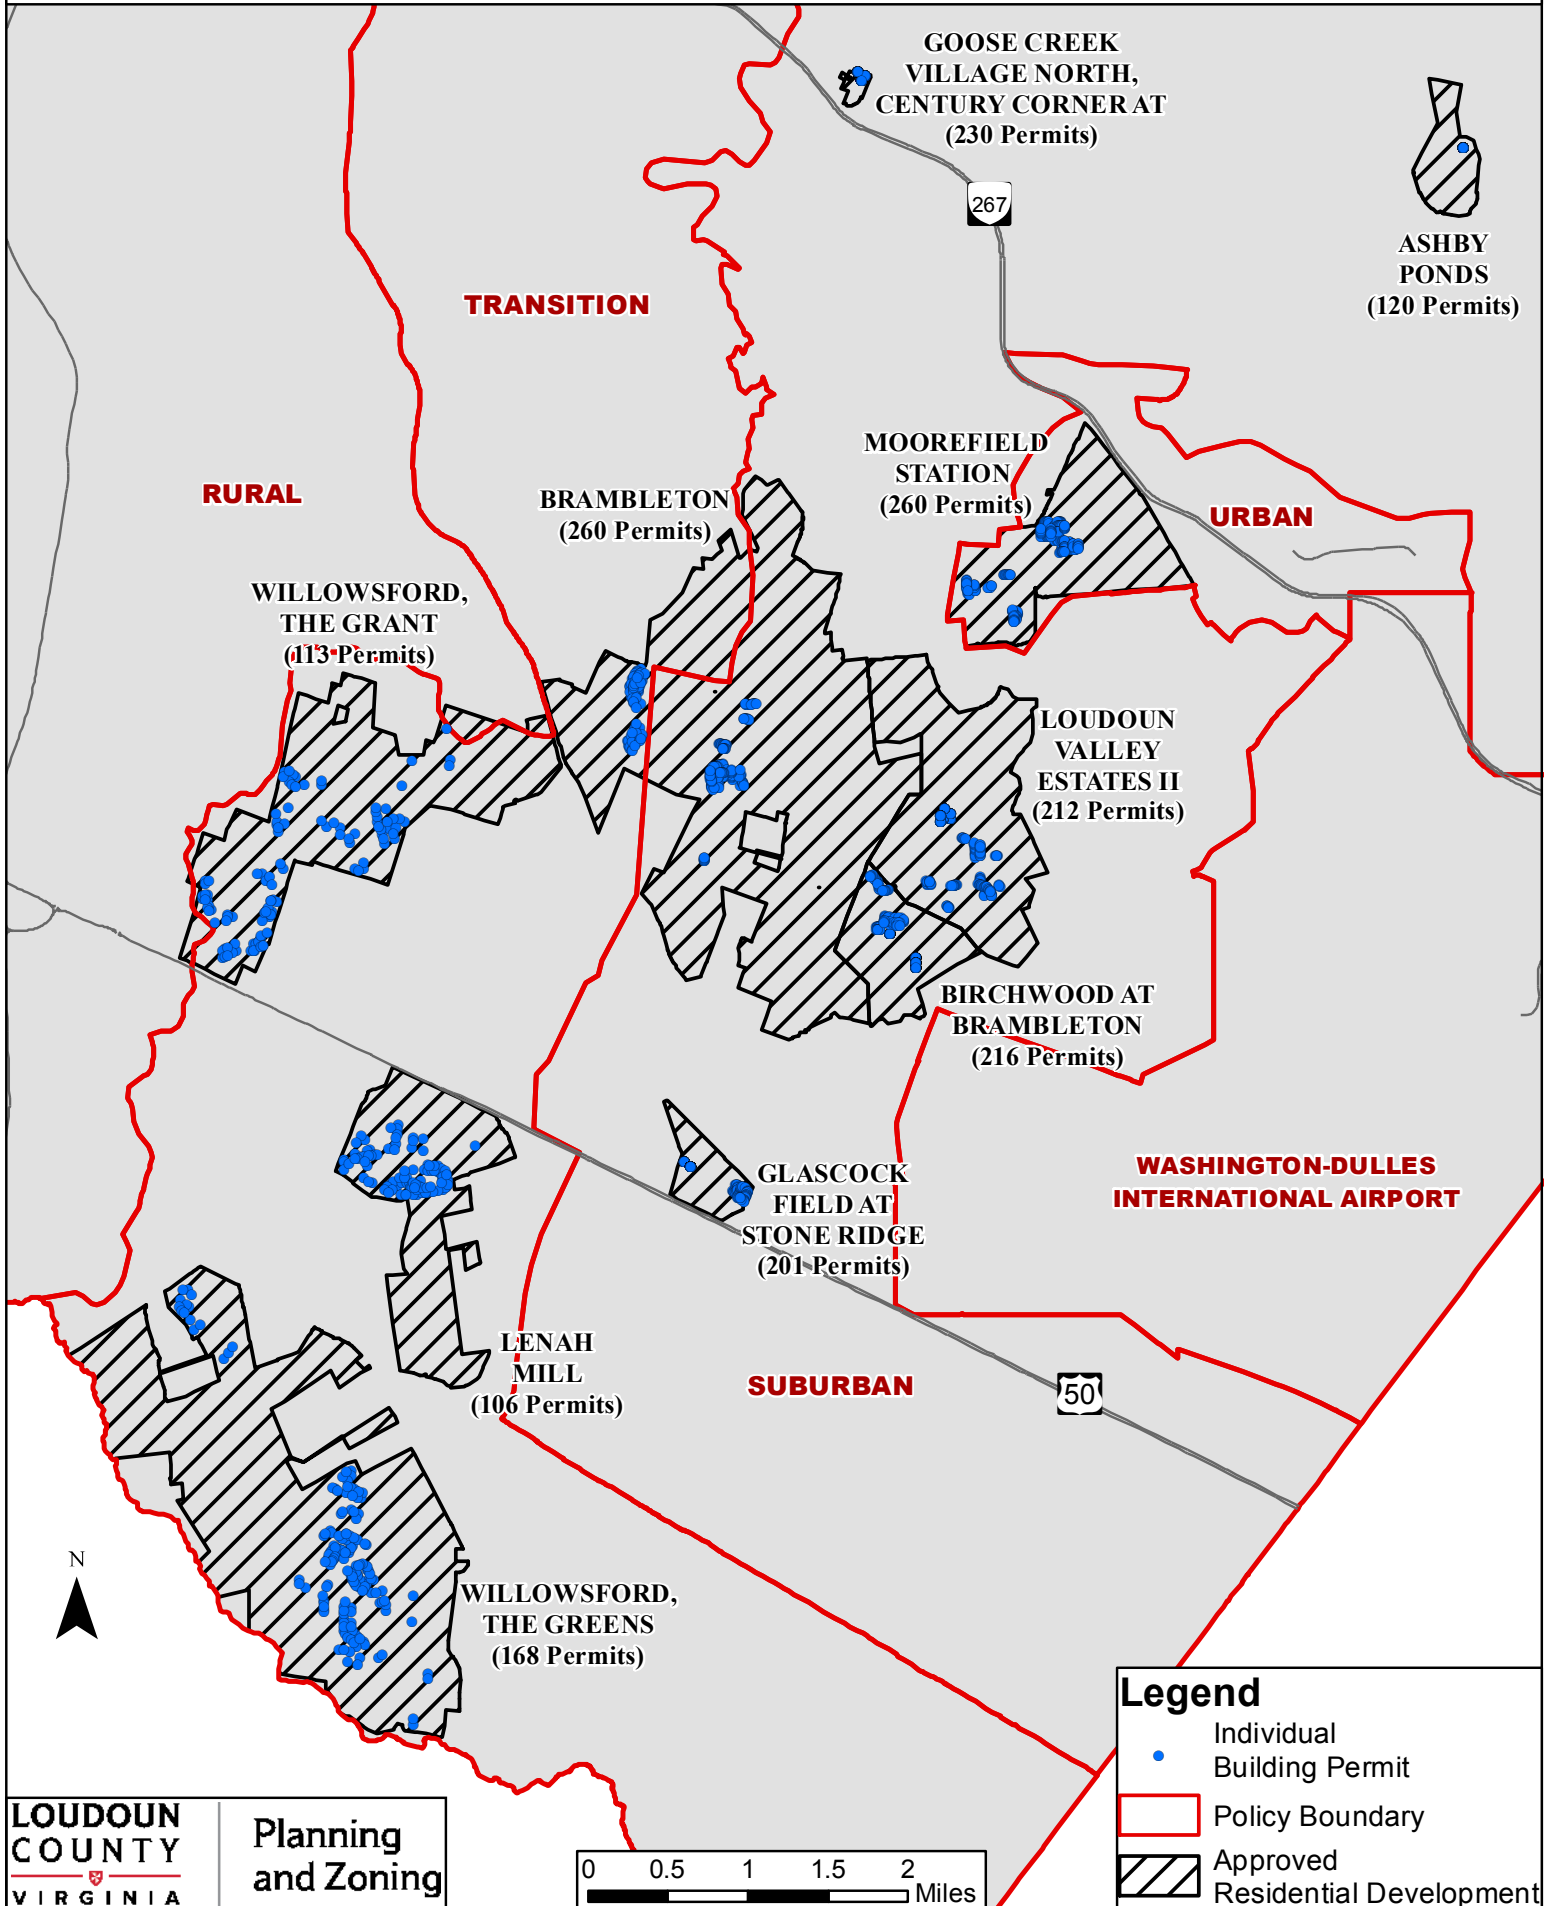 GOOSE CREEK
VILLAGE NORTH,
CENTURY CORNER AT
(230 Permits)
267
ASHBY
PONDS
(120 Permits)
TRANSITION
MOOREFIELD
STATION
(260 Permits)
RURAL
BRAMBLETON
(260 Permits)
URBAN
WILLOWSFORD,
THE GRANT
(113 Permits)
LOUDOUN
VALLEY
ESTATES II
(212 Permits)
BIRCHWOOD AT
BRAMBLETON
(216 Permits)
GLASCOCK
FIELD AT
STONE RIDGE
(201 Permits)
WASHINGTON-DULLES
INTERNATIONAL AIRPORT
LENAH
MILL
(106 Permits)
SUBURBAN
50
N
WILLOWSFORD,
THE GREENS
(168 Permits)
Legend
Individual
Building Permit
Policy Boundary
Approved
Residential Development
LOUDOUN
COUNTY
VIRGINIA
Planning
and Zoning
0 0.5 1 1.5 2
Miles